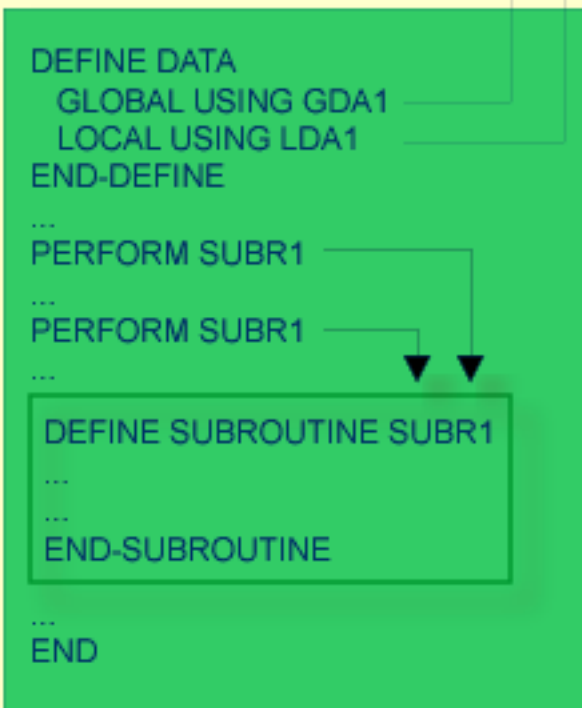 DEFINE DATA
GLOBAL USING GDA1
LOCAL USING LDA1
END-DEFINE
...
PERFORM SUBR1
...
PERFORM SUBR1
...
DEFINE SUBROUTINE SUBR1
...
...
END-SUBROUTINE
...
END